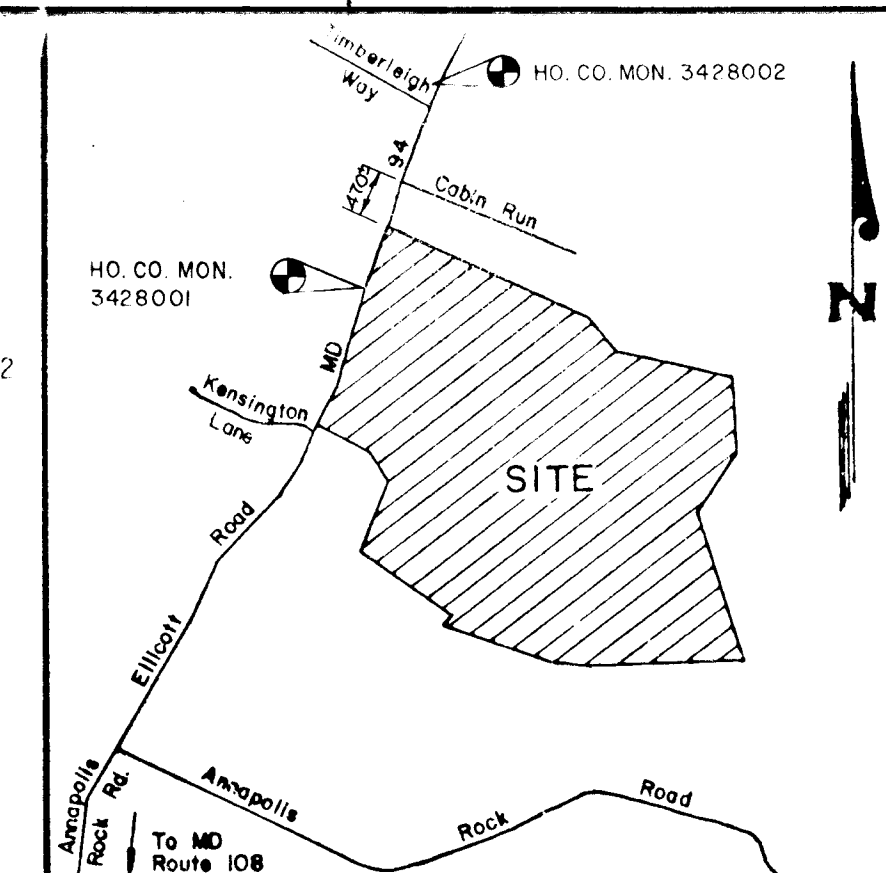 Timberleigh
Way
HO. CO. MON. 3428002
94
470±
Cabin Run
HO. CO. MON.
3428001
N
MD
2
Kensington
Lane
SITE
Road
Ellicott
Annapolis
Rock Rd.
Annapolis Rock Road
To MD
Route 108